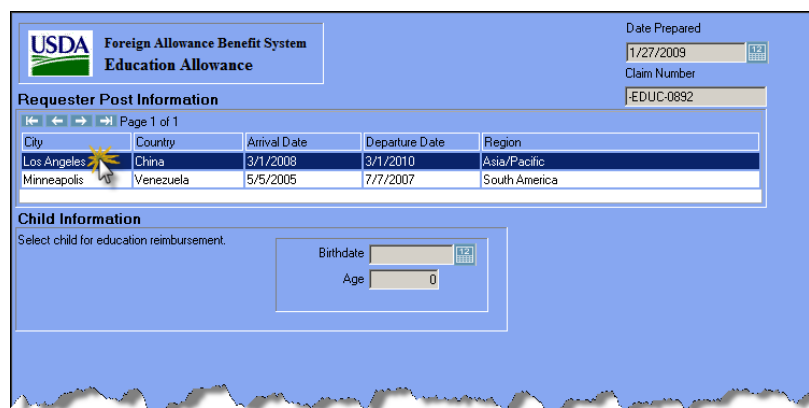 Date Prepared
USDA
Foreign Allowance Benefit System
Education Allowance
1/27/2009
12
Claim Number
-EDUC-0892
Requester Post Information
Page 1 of 1
City Country Arrival Date Departure Date Region
Los Angeles China 3/1/2008 3/1/2010 Asia/Pacific
Minneapolis Venezuela 5/5/2005 7/7/2007 South America
Child Information
Select child for education reimbursement.
Birthdate 12
Age 0